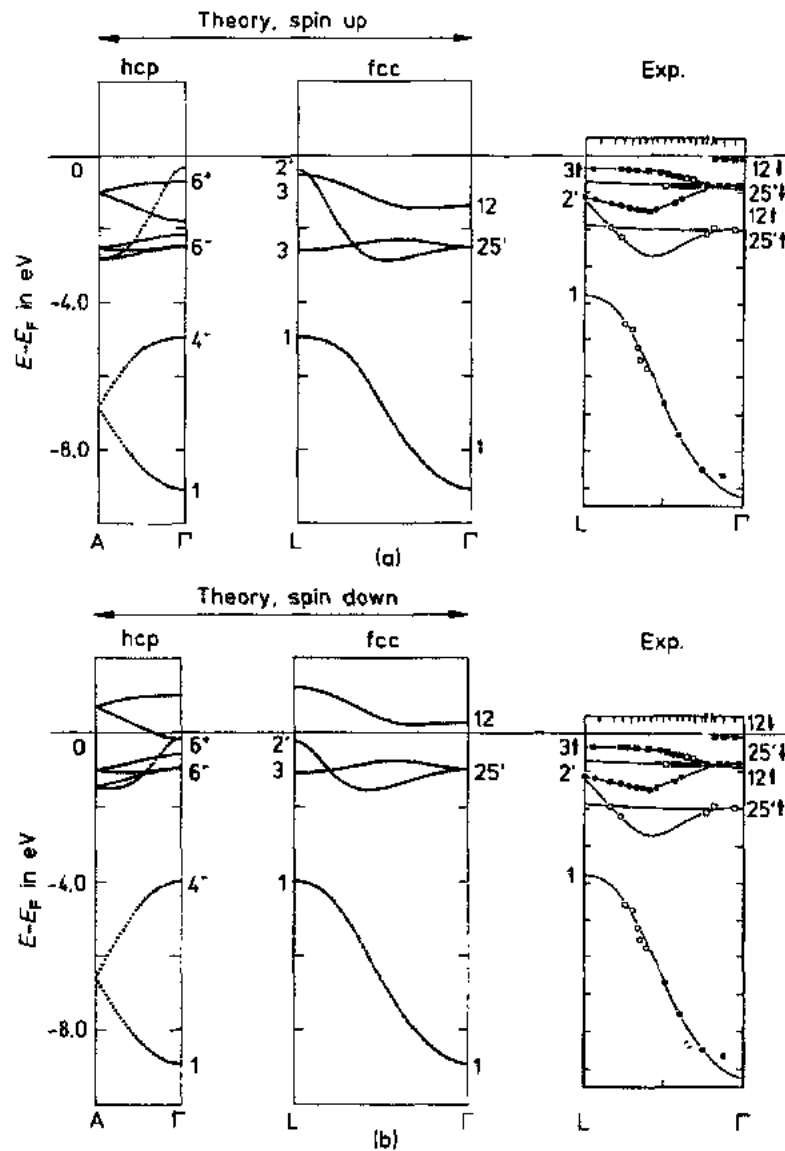 Theory, spin up
hcp
fcc
Exp.
0
-4.0
-8.0
E-E_F in eV
6⁺
6⁻
4⁻
1
A
Γ
2'
3
3
1
12
25'
1
L
Γ
3↑
2'
1
12↓
25'↓
12↑
25'↑
L
Γ
(a)
Theory, spin down
hcp
fcc
Exp.
0
-4.0
-8.0
E-E_F in eV
6⁺
6⁻
4⁻
1
A
Γ
2'
3
1
12
25'
1
L
Γ
3↑
2'
1
12↓
25'↓
12↑
25'↑
L
Γ
(b)